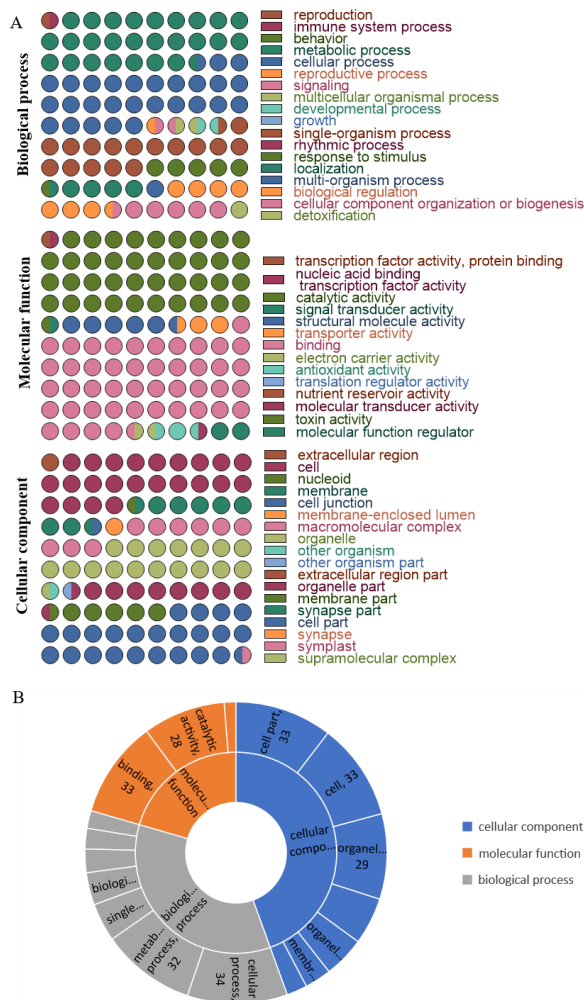 A
Biological process
reproduction
immune system process
behavior
metabolic process
cellular process
reproductive process
signaling
multicellular organismal process
developmental process
growth
single-organism process
rhythmic process
response to stimulus
localization
multi-organism process
biological regulation
cellular component organization or biogenesis
detoxification
Molecular function
transcription factor activity, protein binding
nucleic acid binding
transcription factor activity
catalytic activity
signal transducer activity
structural molecule activity
transporter activity
binding
electron carrier activity
antioxidant activity
translation regulator activity
nutrient reservoir activity
molecular transducer activity
toxin activity
molecular function regulator
Cellular component
extracellular region
cell
nucleoid
membrane
cell junction
membrane-enclosed lumen
macromolecular complex
organelle
other organism
other organism part
extracellular region part
organelle part
membrane part
synapse part
cell part
synapse
symplast
supramolecular complex
B
cell part,
33
cell, 33
organel...
29
organel...
membr...
cellular
compo...
cellular
process,
34
metab...
process,
32
single...
biologi...
biologi...
process
binding,
33
catalytic
activity,
28
molecu...
function
cellular component
molecular function
biological process